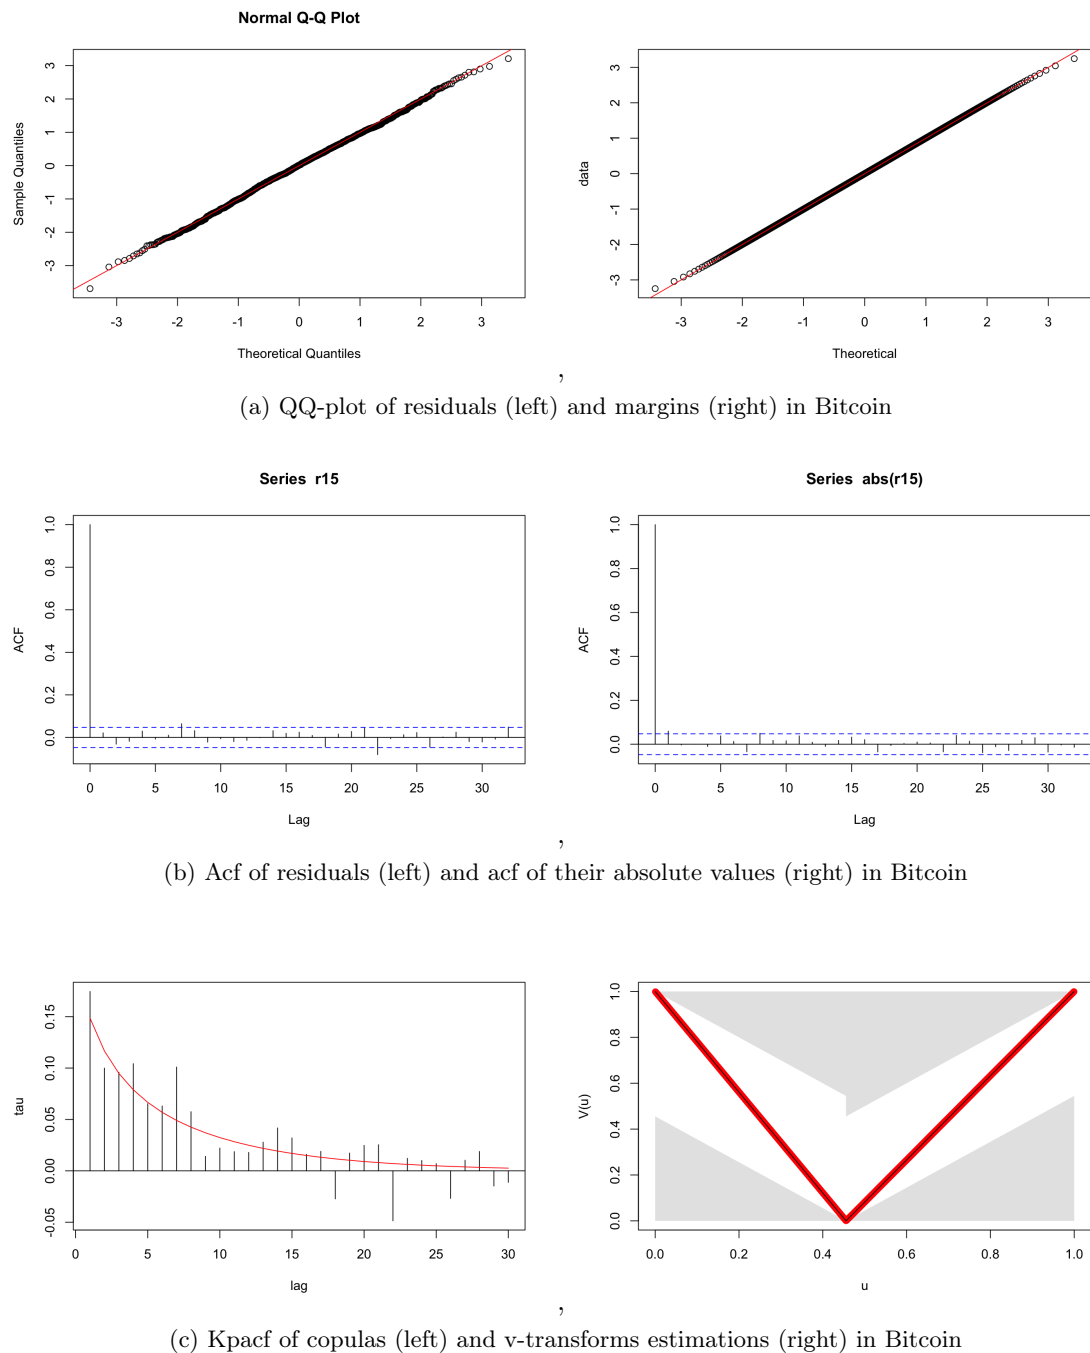 Normal Q-Q Plot
Sample Quantiles
3
2
1
0
-1
-2
-3
-3 -2 -1 0 1 2 3
Theoretical Quantiles
data
3
2
1
0
-1
-2
-3
-3 -2 -1 0 1 2 3
Theoretical
,
(a) QQ-plot of residuals (left) and margins (right) in Bitcoin
Series r15
ACF
1.0
0.8
0.6
0.4
0.2
0.0
0 5 10 15 20 25 30
Lag
Series abs(r15)
ACF
1.0
0.8
0.6
0.4
0.2
0.0
0 5 10 15 20 25 30
Lag
,
(b) Acf of residuals (left) and acf of their absolute values (right) in Bitcoin
tau
0.15
0.10
0.05
0.00
-0.05
0 5 10 15 20 25 30
lag
V(u)
1.0
0.8
0.6
0.4
0.2
0.0
0.0 0.2 0.4 0.6 0.8 1.0
u
,
(c) Kpacf of copulas (left) and v-transforms estimations (right) in Bitcoin